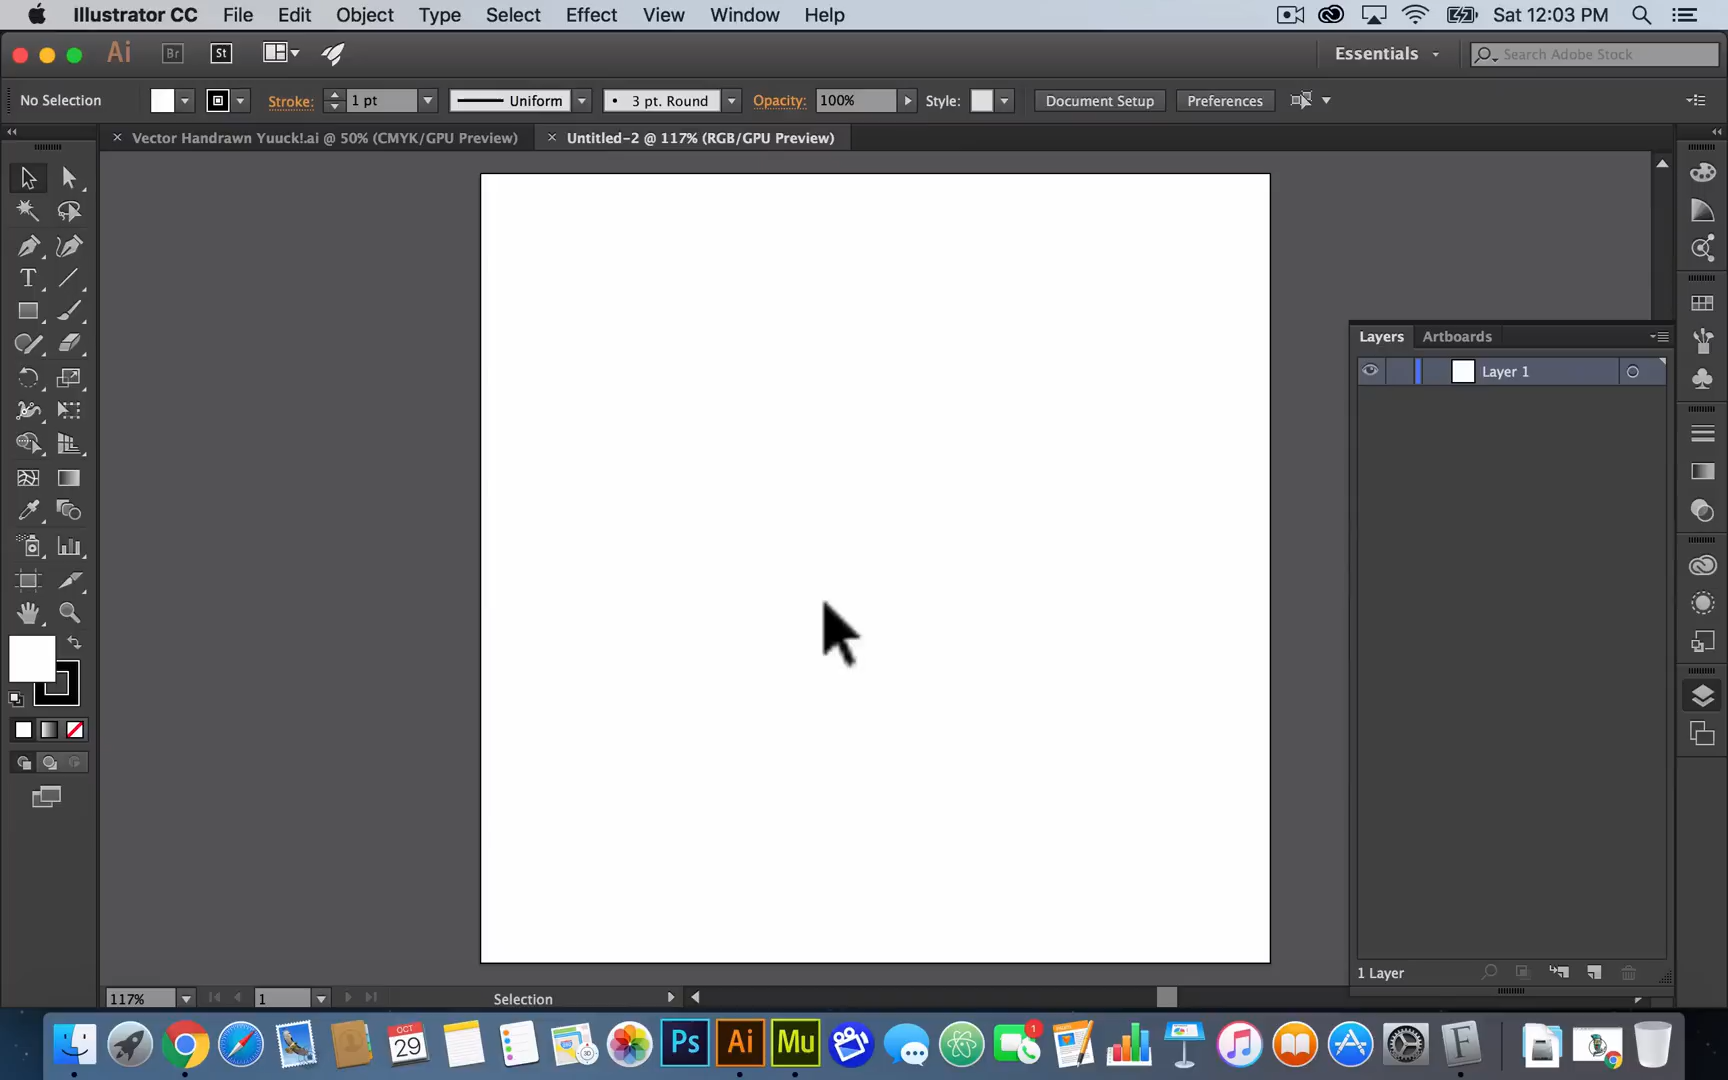 Illustrator CC File Edit Object Type Select Effect View Window Help Sat 12:03 PM
Ai Br St Essentials Search Adobe Stock
No Selection Stroke: 1 pt Uniform 3 pt. Round Opacity: 100% Style: Document Setup Preferences
Vector Handrawn Yuuck!.ai @ 50% (CMYK/GPU Preview) Untitled-2 @ 117% (RGB/GPU Preview)
T
Layers Artboards
Layer 1
1 Layer
117% 1 Selection
OCT
29
30
Ps Ai Mu
1
F